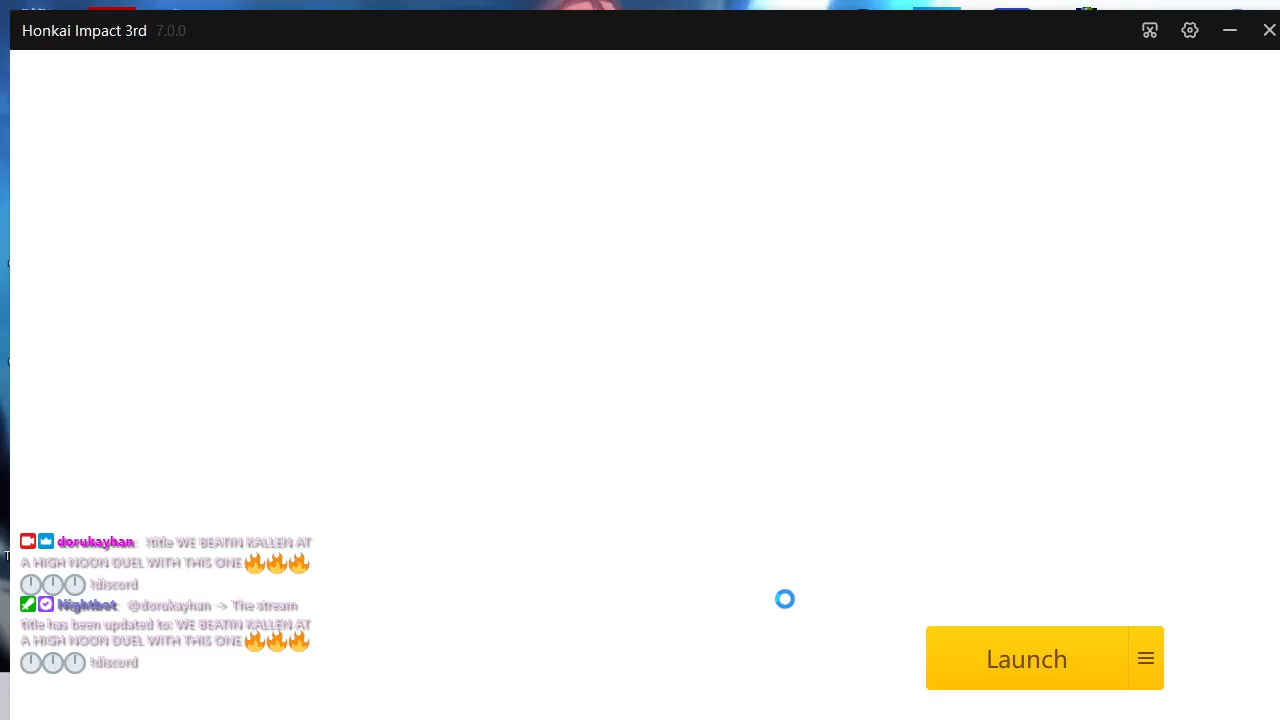 Honkai Impact 3rd 7.0.0
dorukayhan: !title WE BEATIN KALLEN AT
A HIGH NOON DUEL WITH THIS ONE 🔥🔥🔥
🕛🕛🕛 !discord
Nightbot: @dorukayhan -> The stream
title has been updated to: WE BEATIN KALLEN AT
A HIGH NOON DUEL WITH THIS ONE 🔥🔥🔥
🕛🕛🕛 !discord
Launch